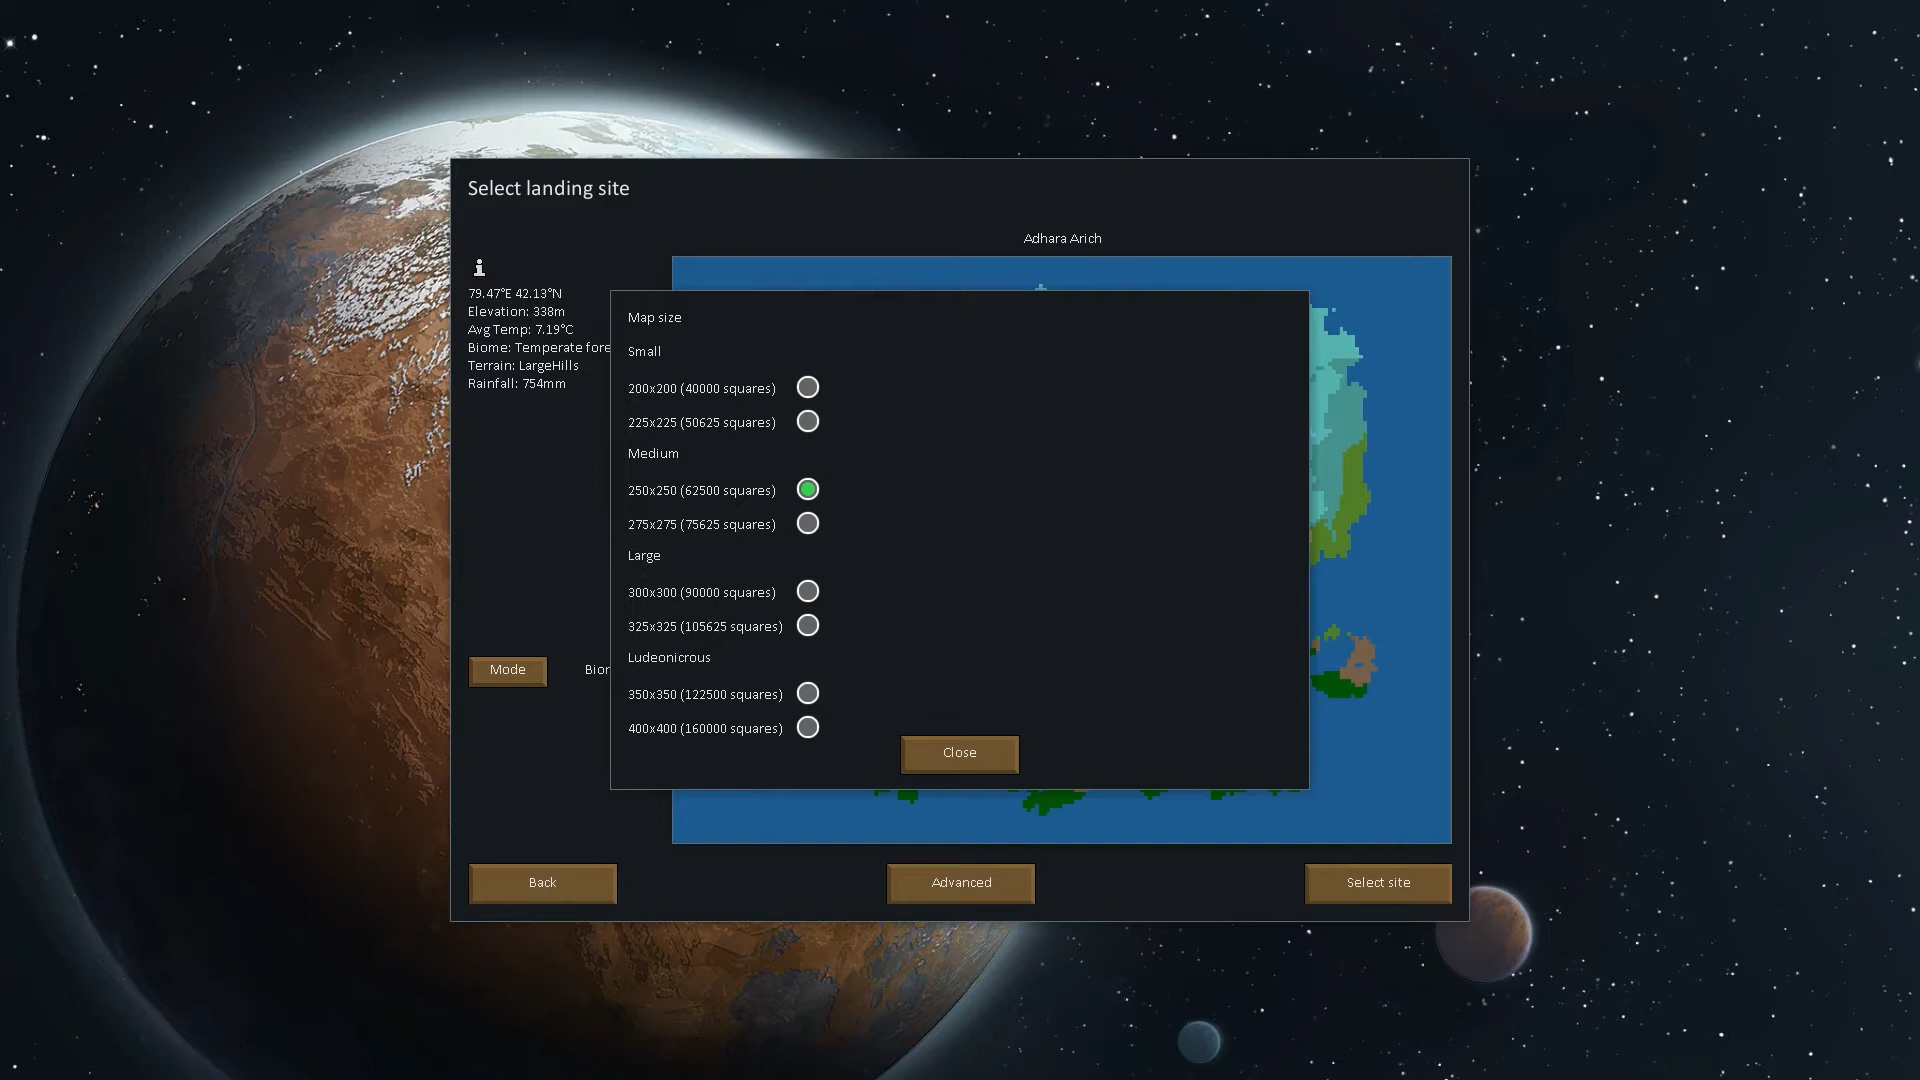 Select landing site
Adhara Arich
79.47°E 42.13°N
Elevation: 338m
Avg Temp: 7.19°C
Biome: Temperate fore
Terrain: LargeHills
Rainfall: 754mm
Map size
Small
200x200 (40000 squares)
225x225 (50625 squares)
Medium
250x250 (62500 squares)
275x275 (75625 squares)
Large
300x300 (90000 squares)
325x325 (105625 squares)
Ludeonicrous
350x350 (122500 squares)
400x400 (160000 squares)
Close
Mode
Bior
Back
Advanced
Select site